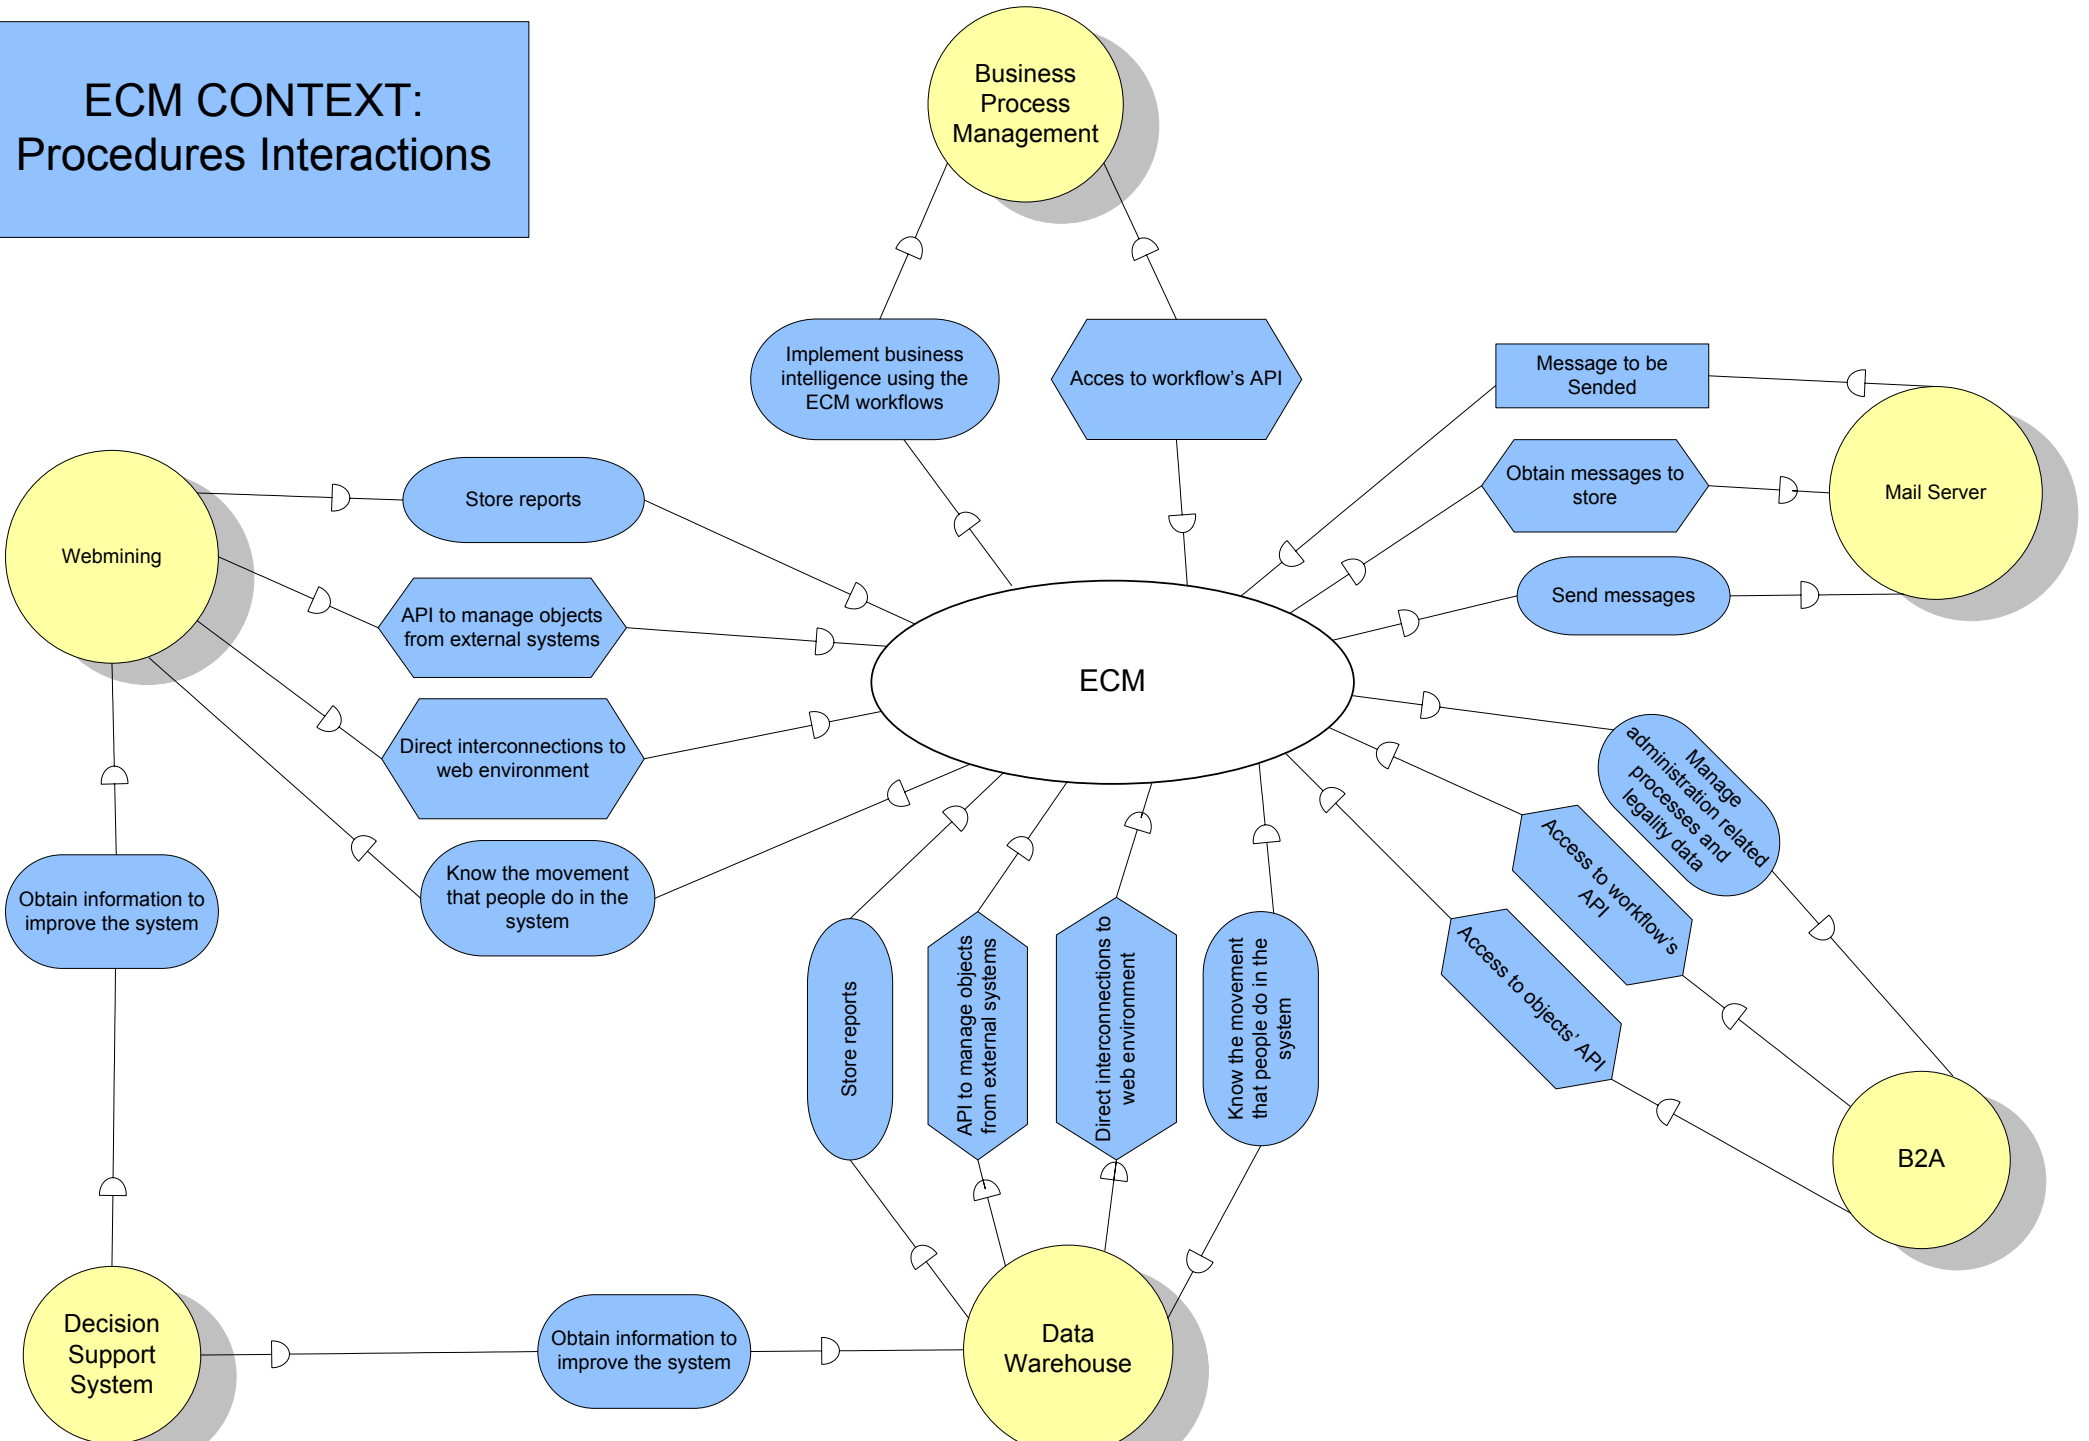 ECM CONTEXT:
Procedures Interactions
Business
Process
Management
Implement business
intelligence using the
ECM workflows
Acces to workflow's API
Message to be
Sended
Obtain messages to
store
Mail Server
Send messages
Webmining
Store reports
API to manage objects
from external systems
Direct interconnections to
web environment
Know the movement
that people do in the
system
ECM
Manage
administration related
processes and
legality data
Access to workflow's
API
Access to objects' API
Obtain information to
improve the system
Store reports
API to manage objects
from external systems
Direct interconnections to
web environment
Know the movement
that people do in the
system
B2A
Decision
Support
System
Obtain information to
improve the system
Data
Warehouse